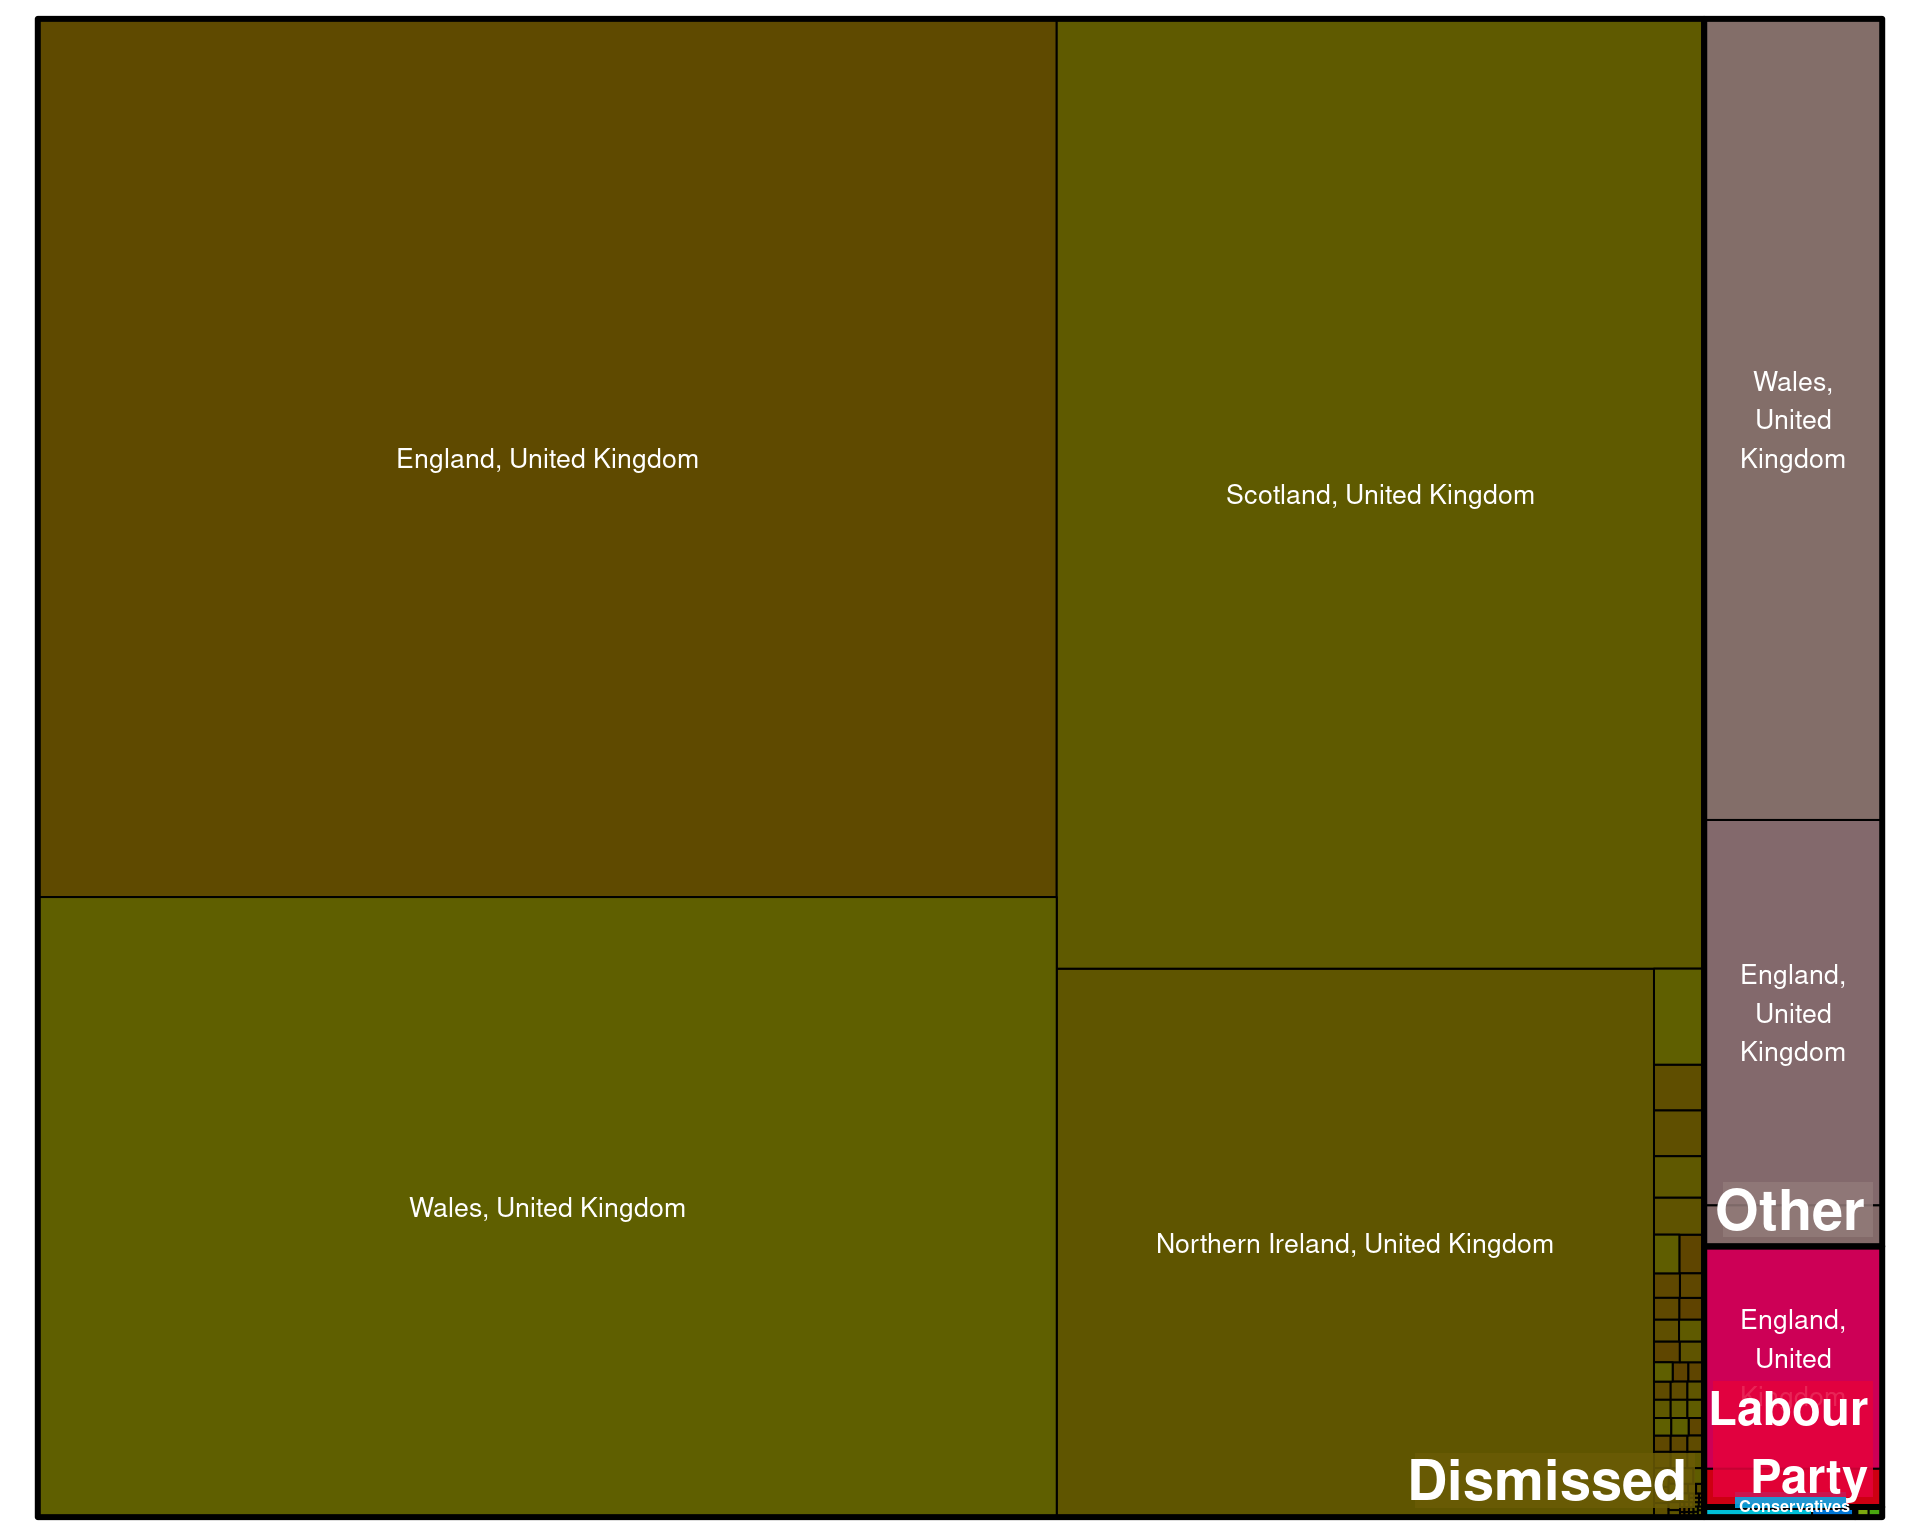 England, United Kingdom
Scotland, United Kingdom
Wales, United Kingdom
Northern Ireland, United Kingdom
Dismissed
Wales,
United
Kingdom
England,
United
Kingdom
Other
England,
United
Kingdom
Labour
Party
Conservatives